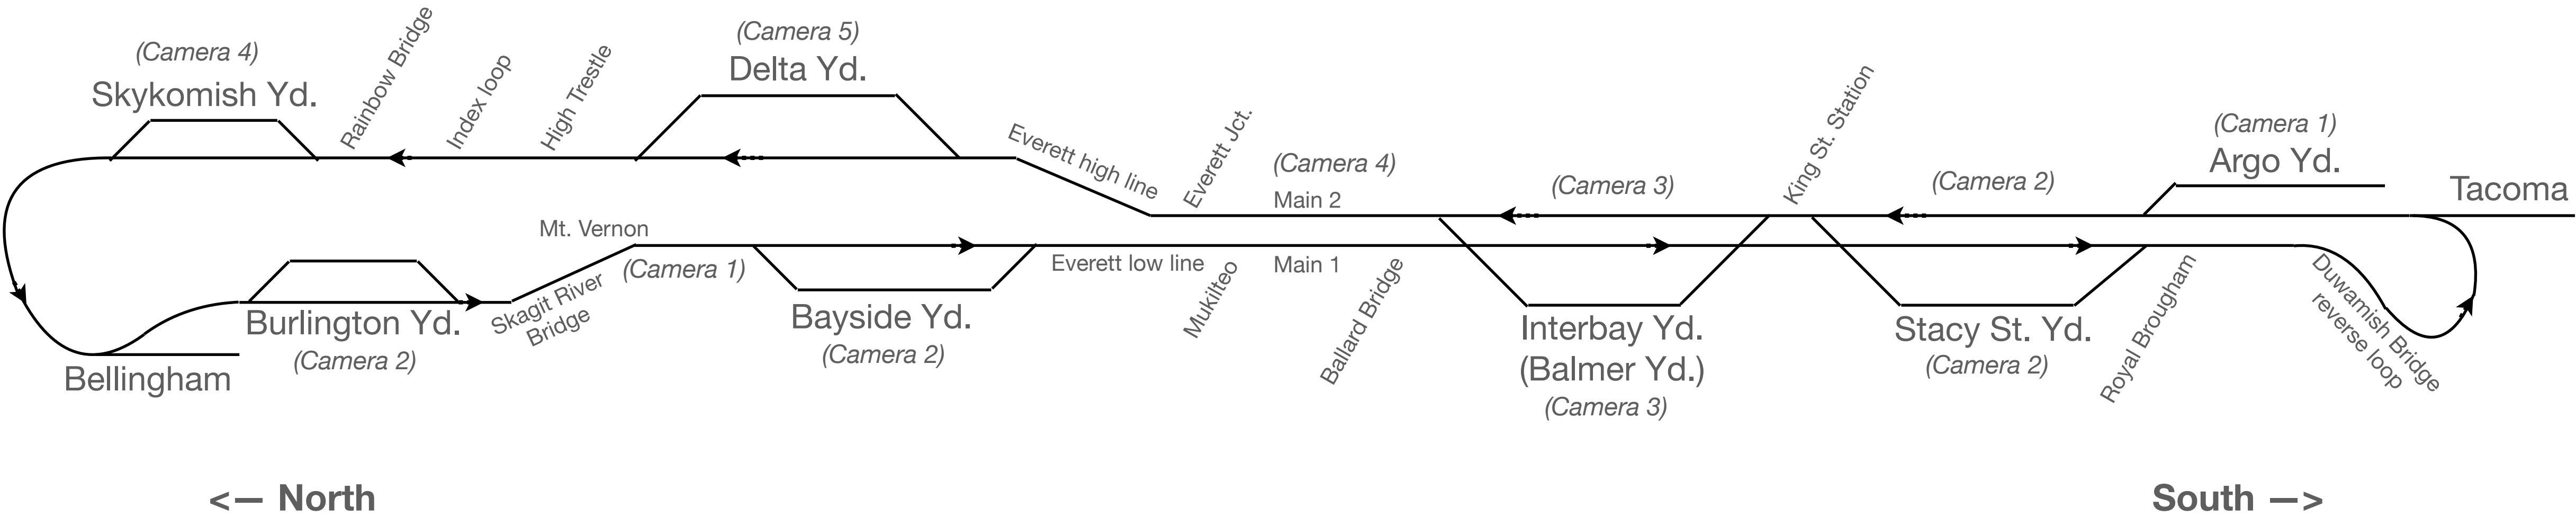 (Camera 4)
Skykomish Yd.
Rainbow Bridge
Index loop
High Trestle
(Camera 5)
Delta Yd.
Everett high line
Everett Jct.
(Camera 4)
Main 2
(Camera 3)
King St. Station
(Camera 2)
(Camera 1)
Argo Yd.
Tacoma
Bellingham
Burlington Yd.
(Camera 2)
Skagit River
Bridge
Mt. Vernon
(Camera 1)
Bayside Yd.
(Camera 2)
Everett low line
Mukilteo
Main 1
Ballard Bridge
Interbay Yd.
(Balmer Yd.)
(Camera 3)
Stacy St. Yd.
(Camera 2)
Royal Brougham
Duwamish Bridge
reverse loop
<— North
South —>